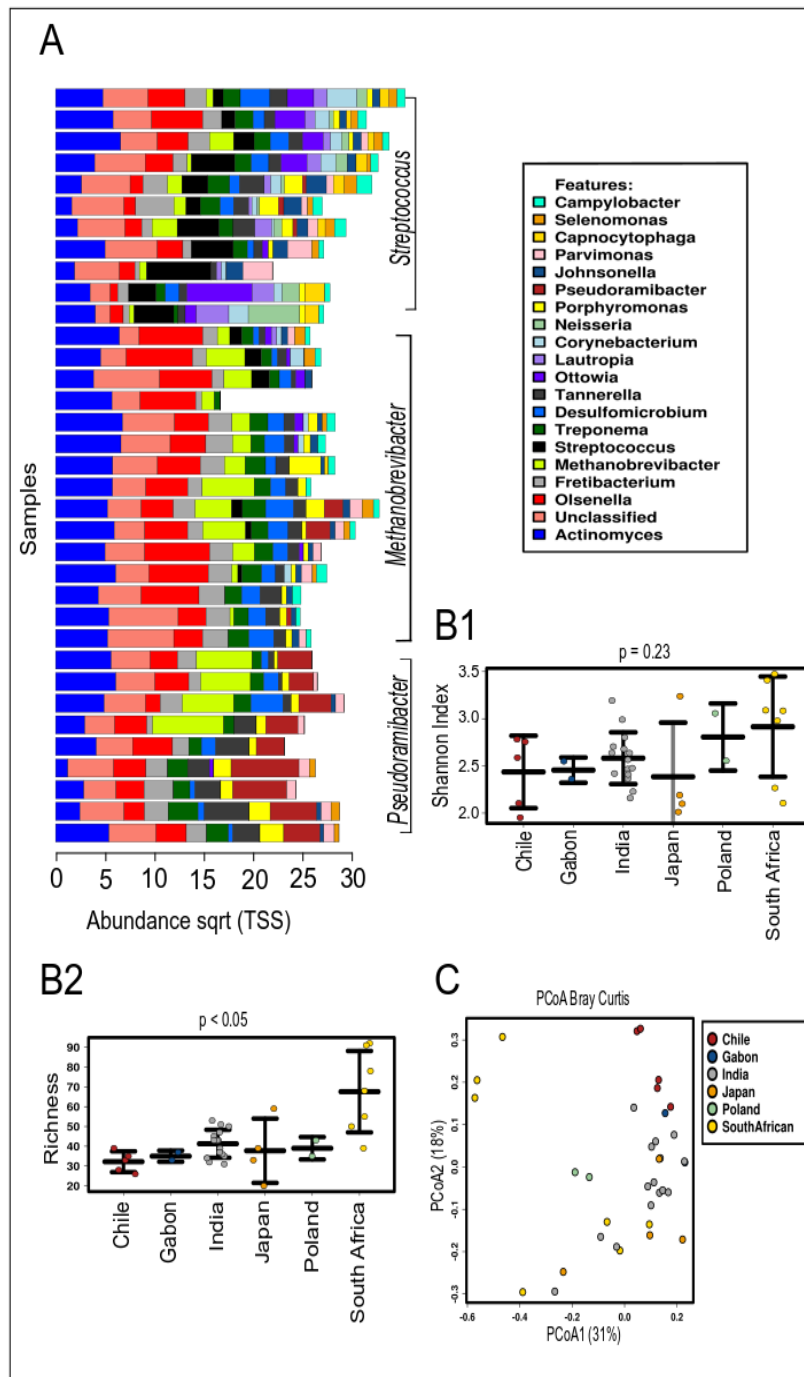 A
Streptococcus
Methanobrevibacter
Pseudoramibacter
Samples
0 5 10 15 20 25 30
Abundance sqrt (TSS)
Features:
Campylobacter
Selenomonas
Capnocytophaga
Parvimonas
Johnsonella
Pseudoramibacter
Porphyromonas
Neisseria
Corynebacterium
Lautropia
Ottowia
Tannerella
Desulfomicrobium
Treponema
Streptococcus
Methanobrevibacter
Fretibacterium
Olsenella
Unclassified
Actinomyces
B1
p = 0.23
Shannon Index
3.5
3.0
2.5
2.0
Chile
Gabon
India
Japan
Poland
South Africa
B2
p < 0.05
Richness
90
80
70
60
50
40
30
20
Chile
Gabon
India
Japan
Poland
South Africa
C
PCoA Bray Curtis
PCoA2 (18%)
0.3
0.2
0.1
0.0
-0.1
-0.2
-0.3
-0.6 -0.4 -0.2 0.0 0.2
PCoA1 (31%)
Chile
Gabon
India
Japan
Poland
SouthAfrican